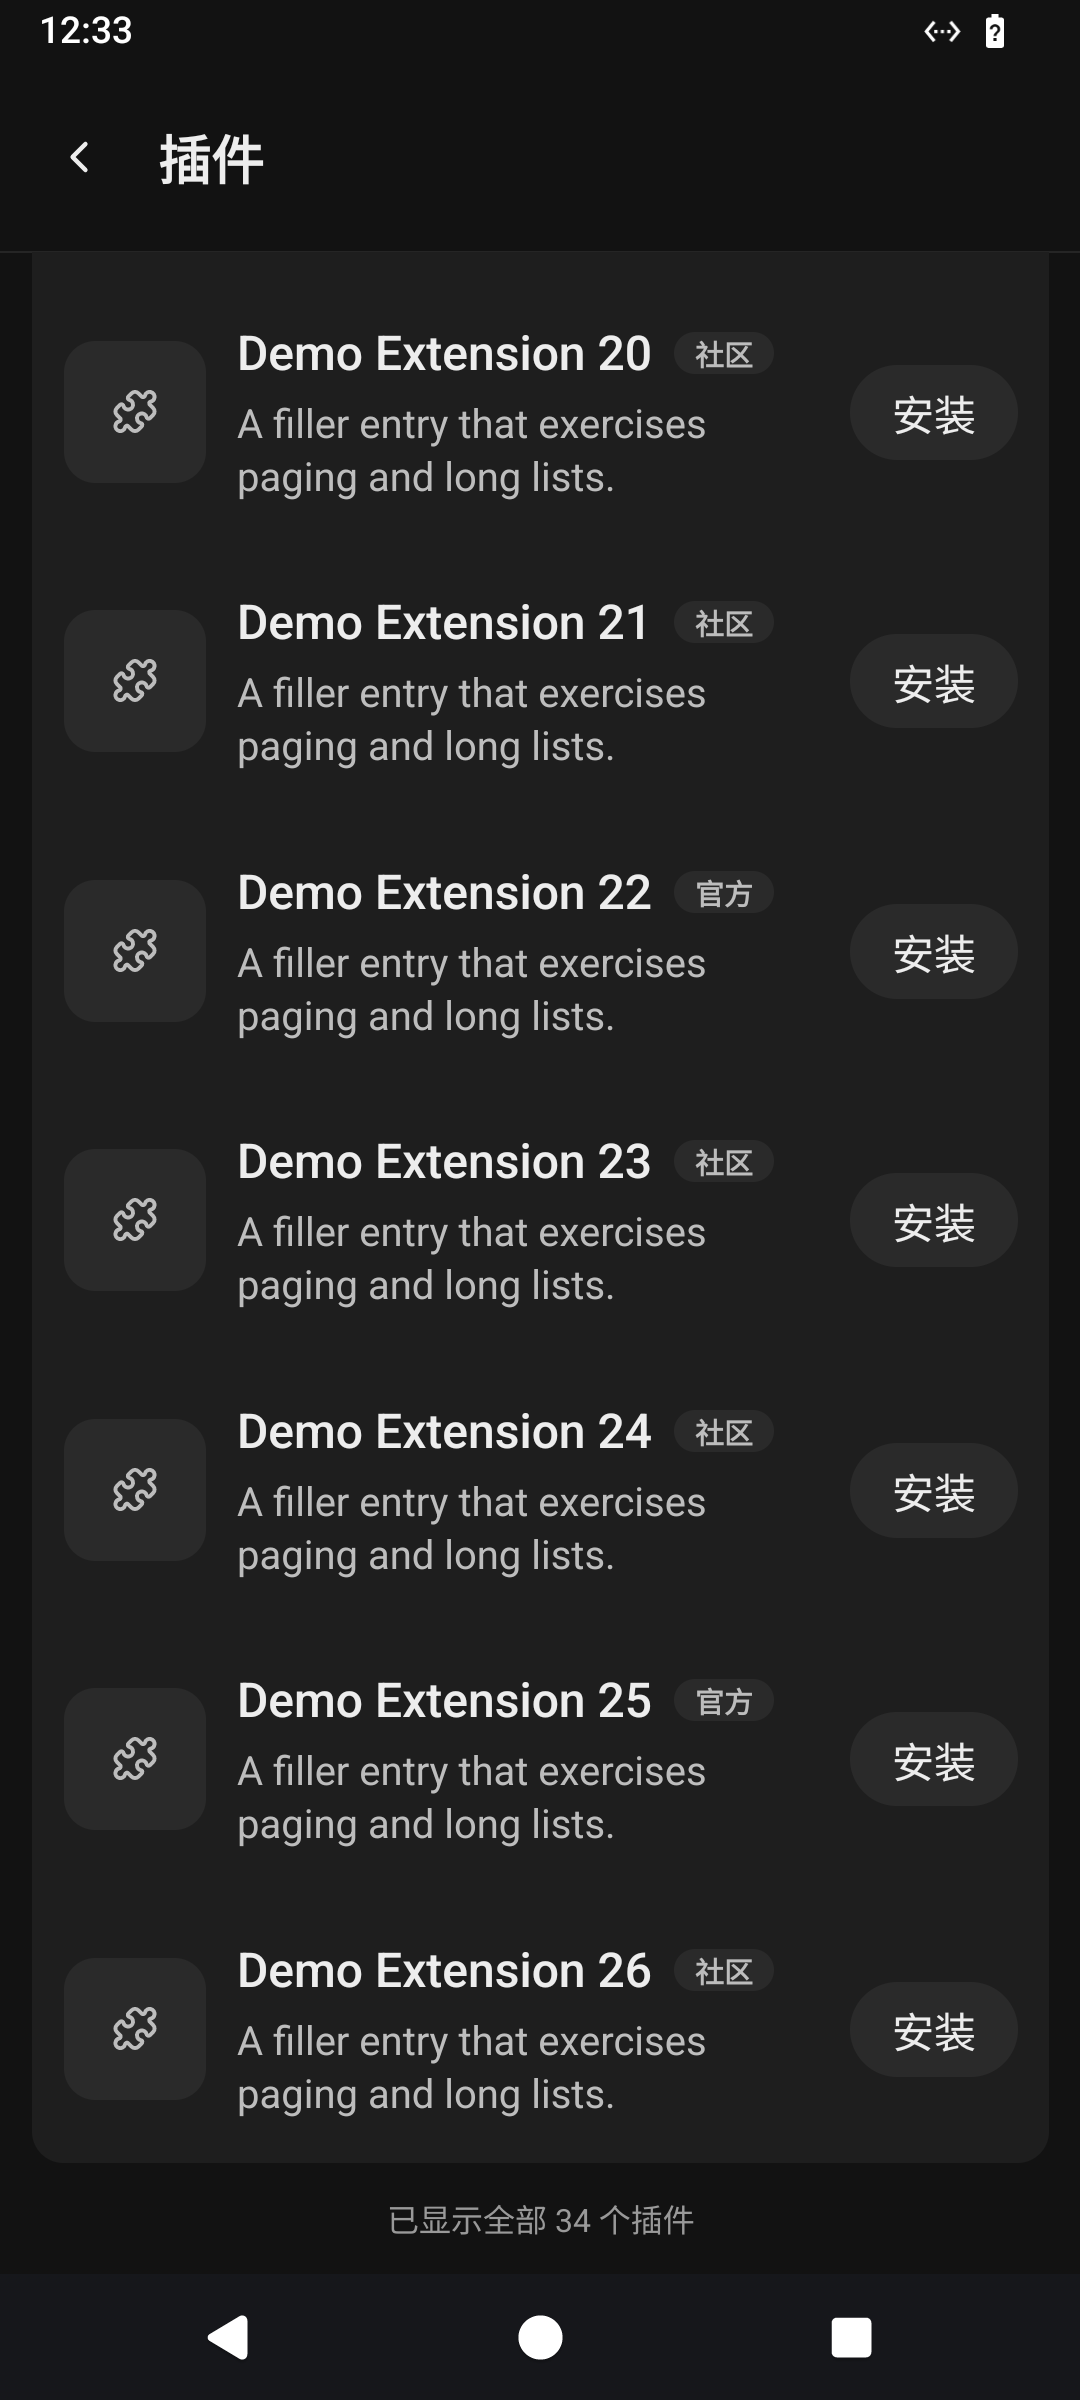 12:33
插件
Demo Extension 20 社区
A filler entry that exercises
paging and long lists.
安装
Demo Extension 21 社区
A filler entry that exercises
paging and long lists.
安装
Demo Extension 22 官方
A filler entry that exercises
paging and long lists.
安装
Demo Extension 23 社区
A filler entry that exercises
paging and long lists.
安装
Demo Extension 24 社区
A filler entry that exercises
paging and long lists.
安装
Demo Extension 25 官方
A filler entry that exercises
paging and long lists.
安装
Demo Extension 26 社区
A filler entry that exercises
paging and long lists.
安装
已显示全部 34 个插件